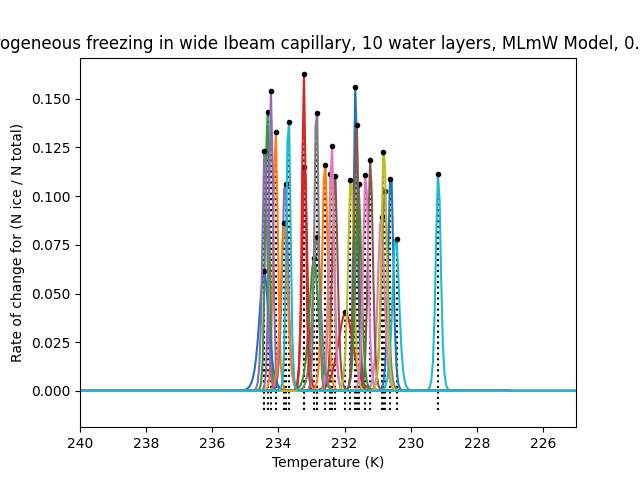 rogeneous freezing in wide Ibeam capillary, 10 water layers, MLmW Model, 0.
0.150
0.125
0.100
0.075
0.050
0.025
0.000
Rate of change for (N ice / N total)
240 238 236 234 232 230 228 226
Temperature (K)